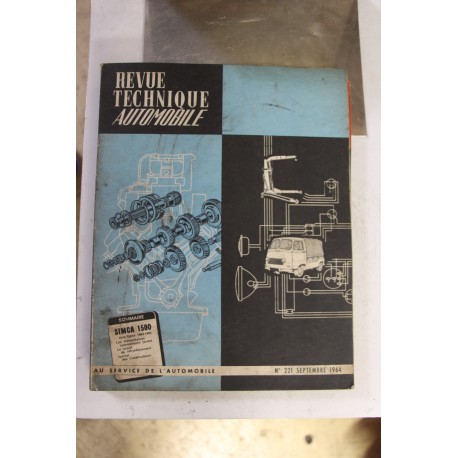 REVUE
TECHNIQUE
AUTOMOBILE
SOMMAIRE
SIMCA 1500
AU SERVICE DE L'AUTOMOBILE
N° 221 SEPTEMBRE 1964